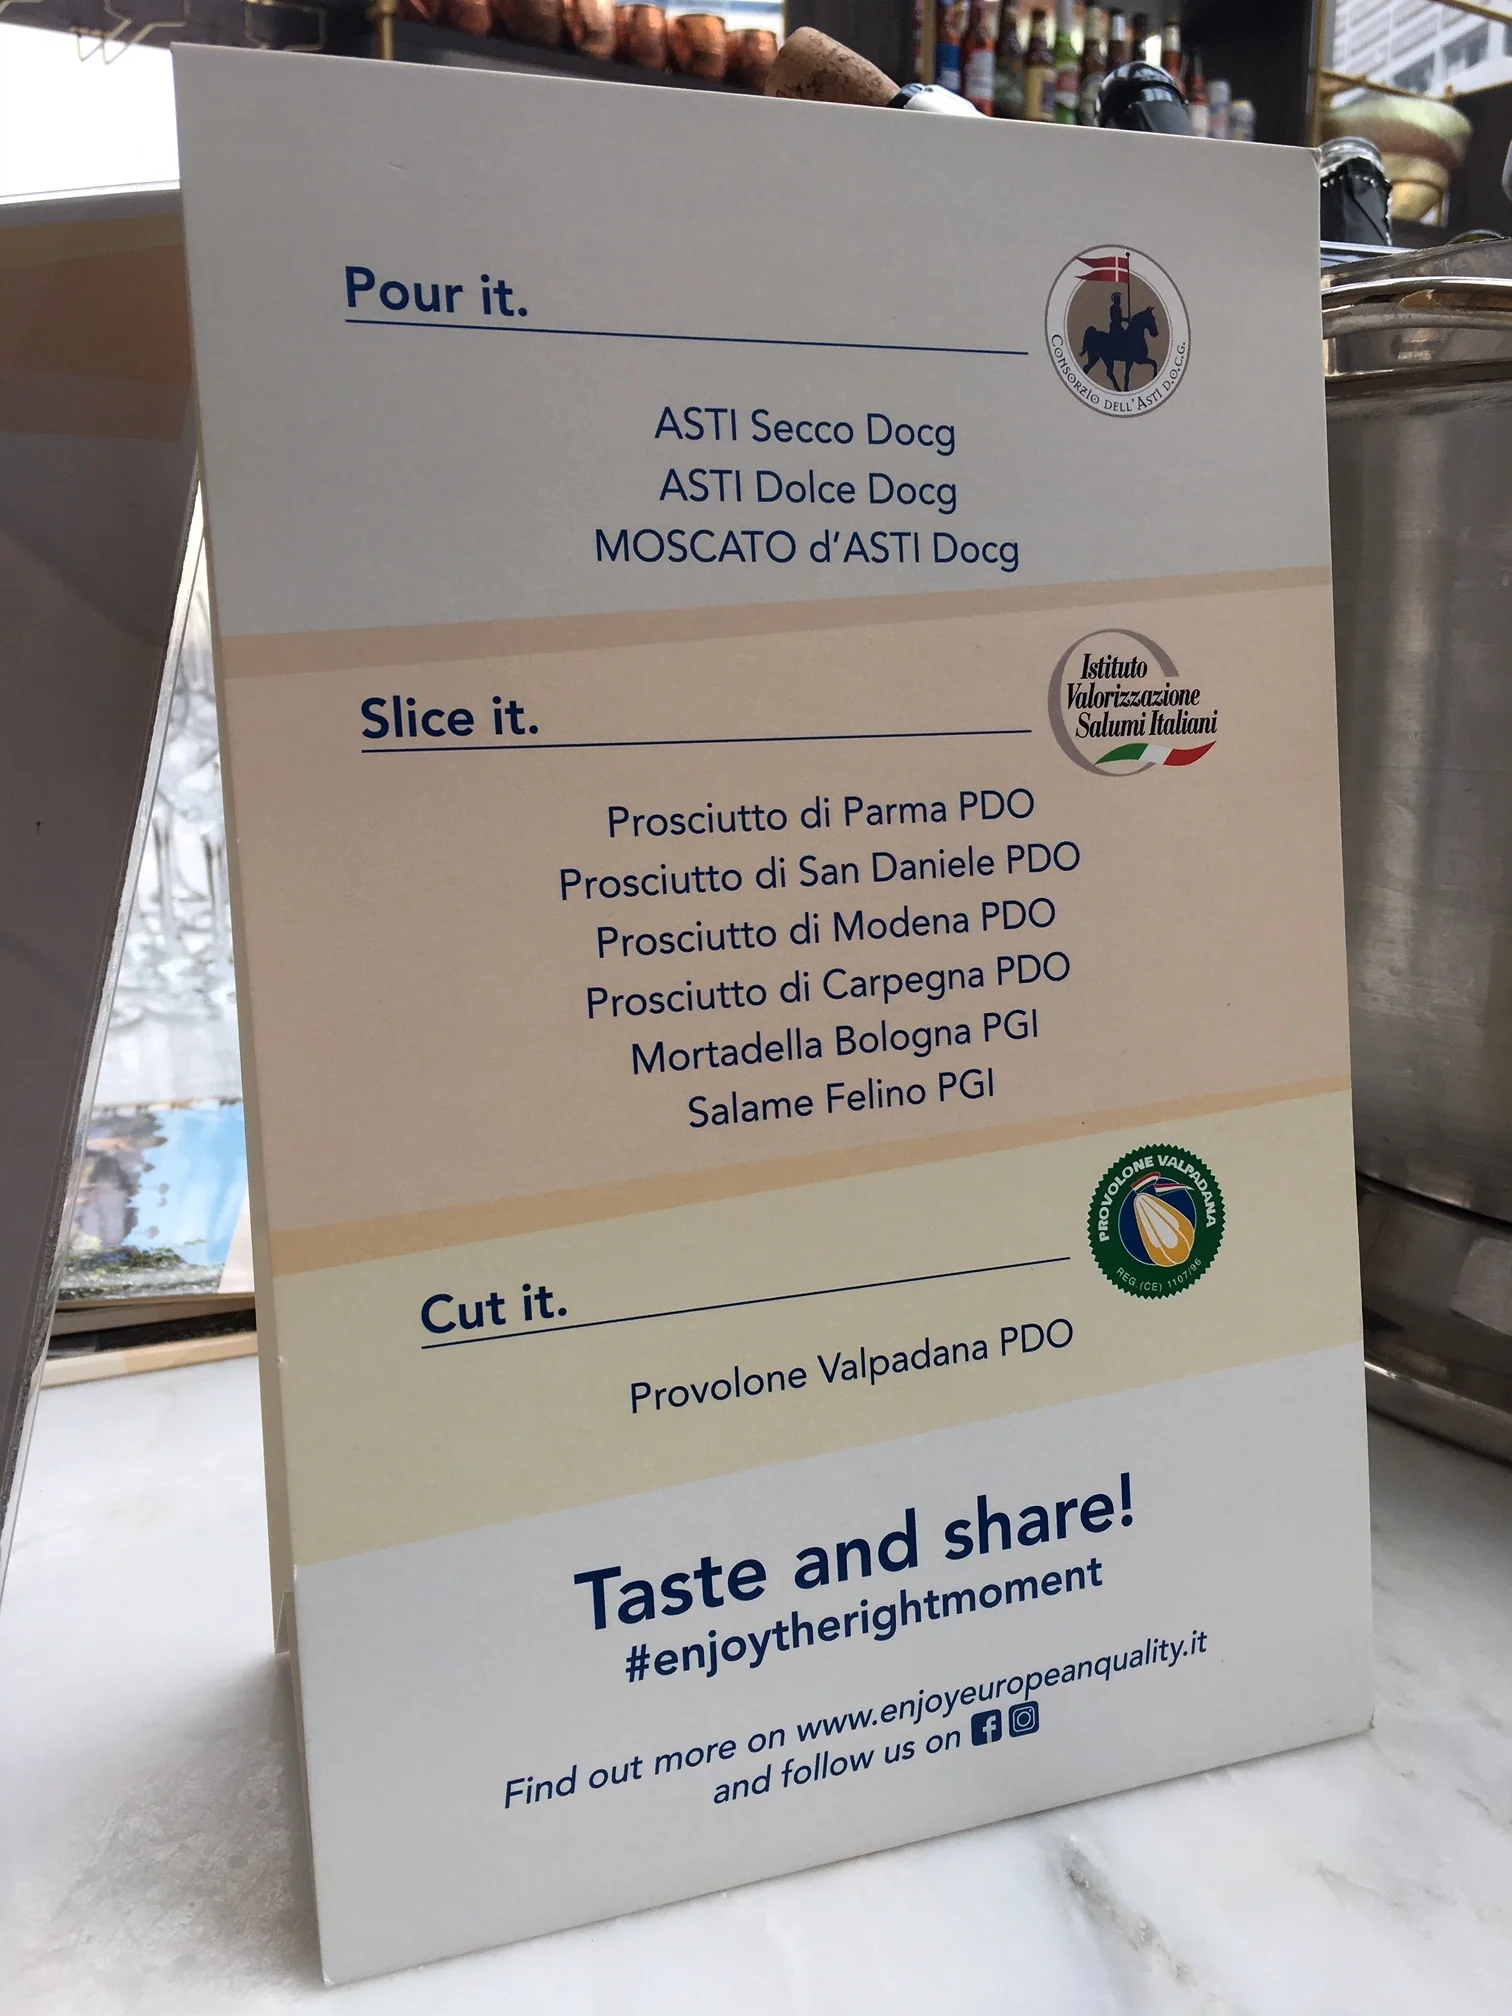 Pour it.
CONSORZIO DELL'ASTI D.O.C.G.
ASTI Secco Docg
ASTI Dolce Docg
MOSCATO d'ASTI Docg
Slice it.
Istituto
Valorizzazione
Salumi Italiani
Prosciutto di Parma PDO
Prosciutto di San Daniele PDO
Prosciutto di Modena PDO
Prosciutto di Carpegna PDO
Mortadella Bologna PGI
Salame Felino PGI
Cut it.
PROVOLONE VALPADANA
REG.(CE) 1107/96
Provolone Valpadana PDO
Taste and share!
#enjoytherightmoment
Find out more on www.enjoyeuropeanquality.it
and follow us on